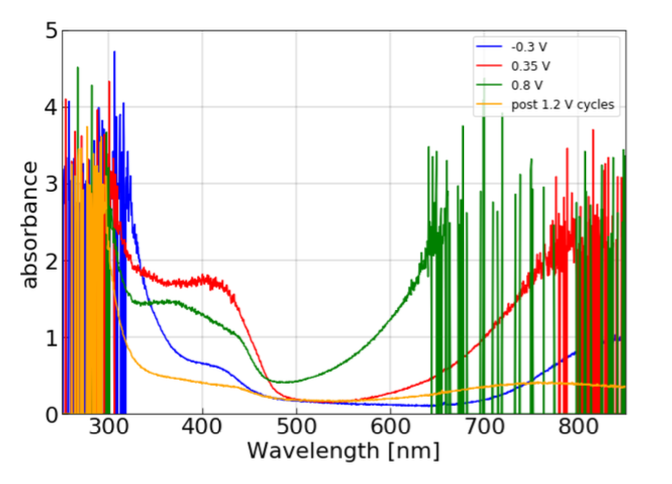 5
4
3
2
1
0
absorbance
-0.3 V
0.35 V
0.8 V
post 1.2 V cycles
300 400 500 600 700 800
Wavelength [nm]